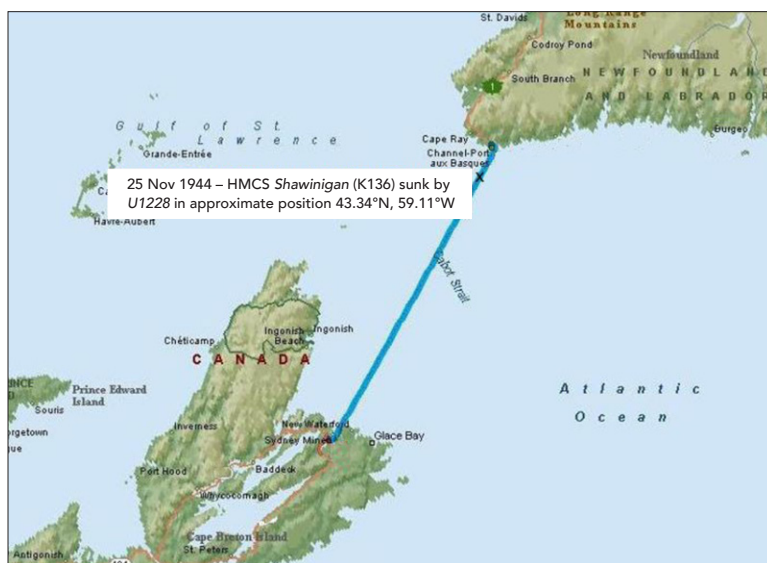 St. Davids
Long Range
Mountains
Codroy Pond
Newfoundland
1
South Branch
NEWFOUNDLAND
AND LABRADOR
Gulf of St.
Lawrence
Cape Ray
Burgeo
Grande-Entrée
Channel-Port
aux Basques
X
25 Nov 1944 – HMCS Shawinigan (K136) sunk by
U1228 in approximate position 43.34°N, 59.11°W
Havre-Aubert
Cabot Strait
Ingonish
Beach
Ingonish
Chéticamp
CANADA
Prince Edward
Island
Souris
Atlantic
Ocean
Inverness
New Waterford
Sydney Mines
Glace Bay
Port Hood
Baddeck
Whycocomagh
Cape Breton Island
St. Peters
Antigonish